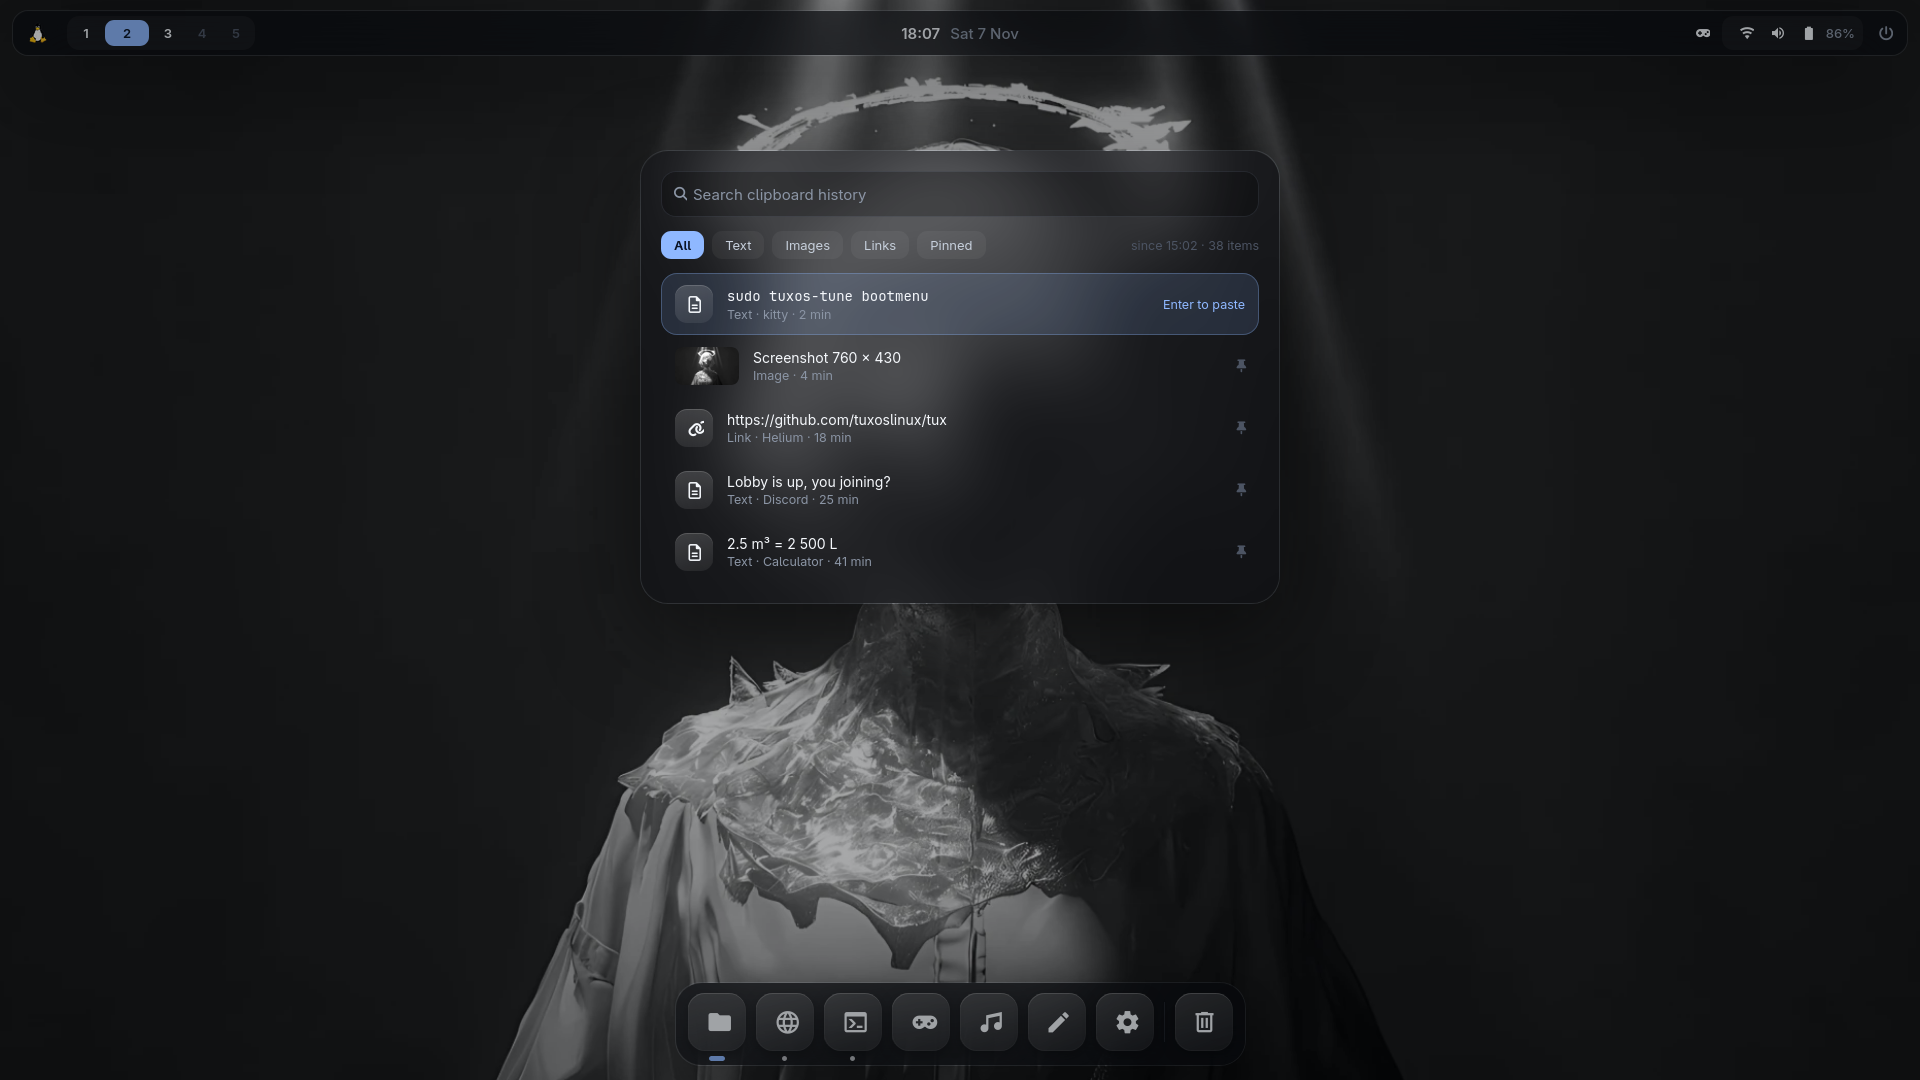 1 2 3 4 5
18:07 Sat 7 Nov
86%
Search clipboard history
All Text Images Links Pinned
since 15:02 · 38 items
sudo tuxos-tune bootmenu
Text · kitty · 2 min
Enter to paste
Screenshot 760 × 430
Image · 4 min
https://github.com/tuxoslinux/tux
Link · Helium · 18 min
Lobby is up, you joining?
Text · Discord · 25 min
2.5 m³ = 2 500 L
Text · Calculator · 41 min